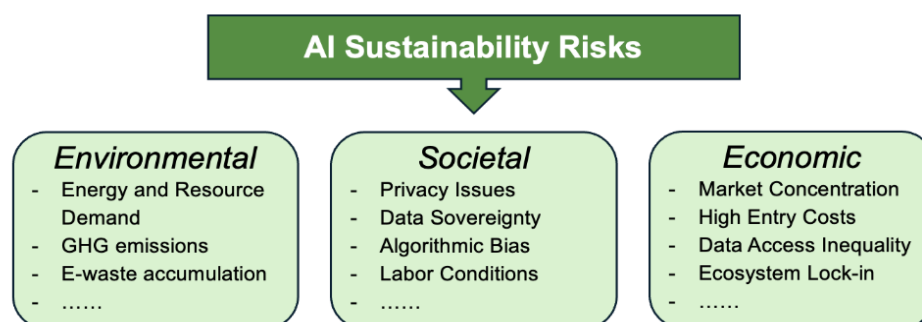 AI Sustainability Risks
Environmental
- Energy and Resource
Demand
- GHG emissions
- E-waste accumulation
- ……
Societal
- Privacy Issues
- Data Sovereignty
- Algorithmic Bias
- Labor Conditions
- ……
Economic
- Market Concentration
- High Entry Costs
- Data Access Inequality
- Ecosystem Lock-in
- ……